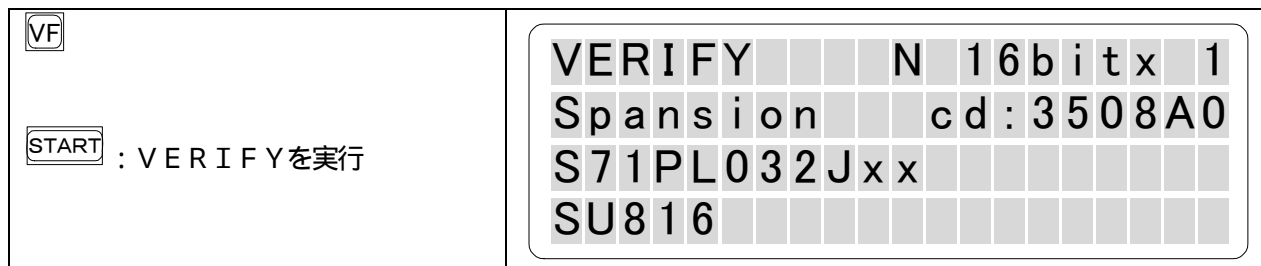 VF
START : ＶＥＲＩＦＹを実行
VERIFY N 16bitx 1
Spansion cd:3508A0
S71PL032Jxx
SU816